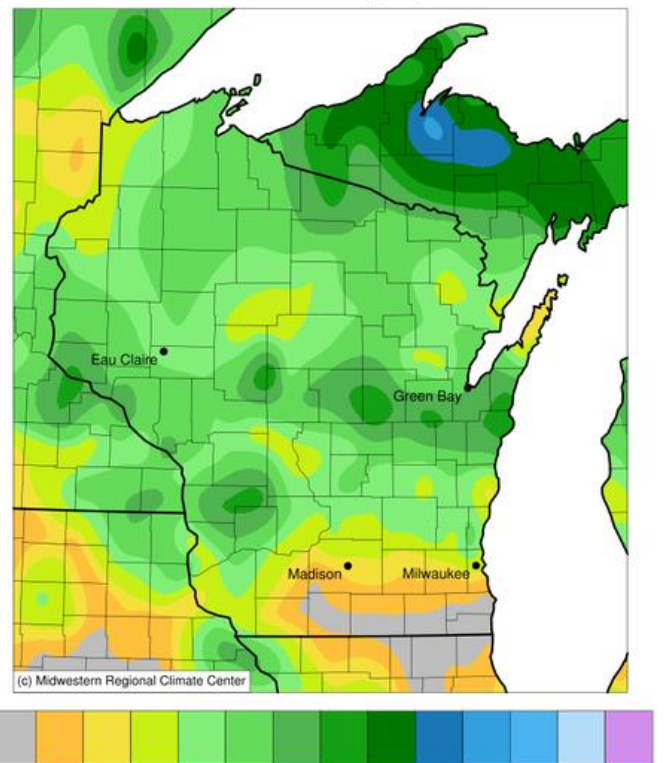 Eau Claire
Green Bay
Madison
Milwaukee
(c) Midwestern Regional Climate Center